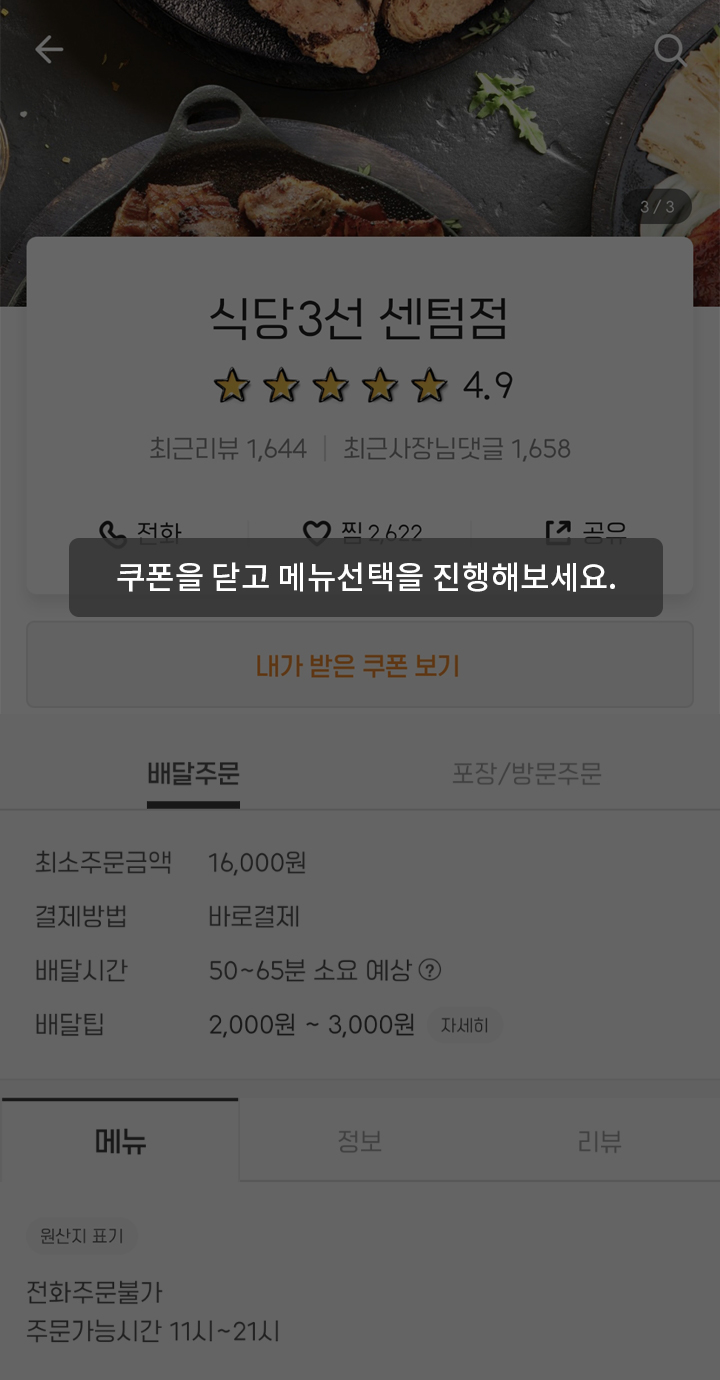 3 / 3
식당3선 센텀점
4.9
최근리뷰 1,644 | 최근사장님댓글 1,658
전화 찜 2,622 공유
쿠폰을 닫고 메뉴선택을 진행해보세요.
내가 받은 쿠폰 보기
배달주문 포장/방문주문
최소주문금액 16,000원
결제방법 바로결제
배달시간 50~65분 소요 예상 ?
배달팁 2,000원 ~ 3,000원 자세히
메뉴 정보 리뷰
원산지 표기
전화주문불가
주문가능시간 11시~21시